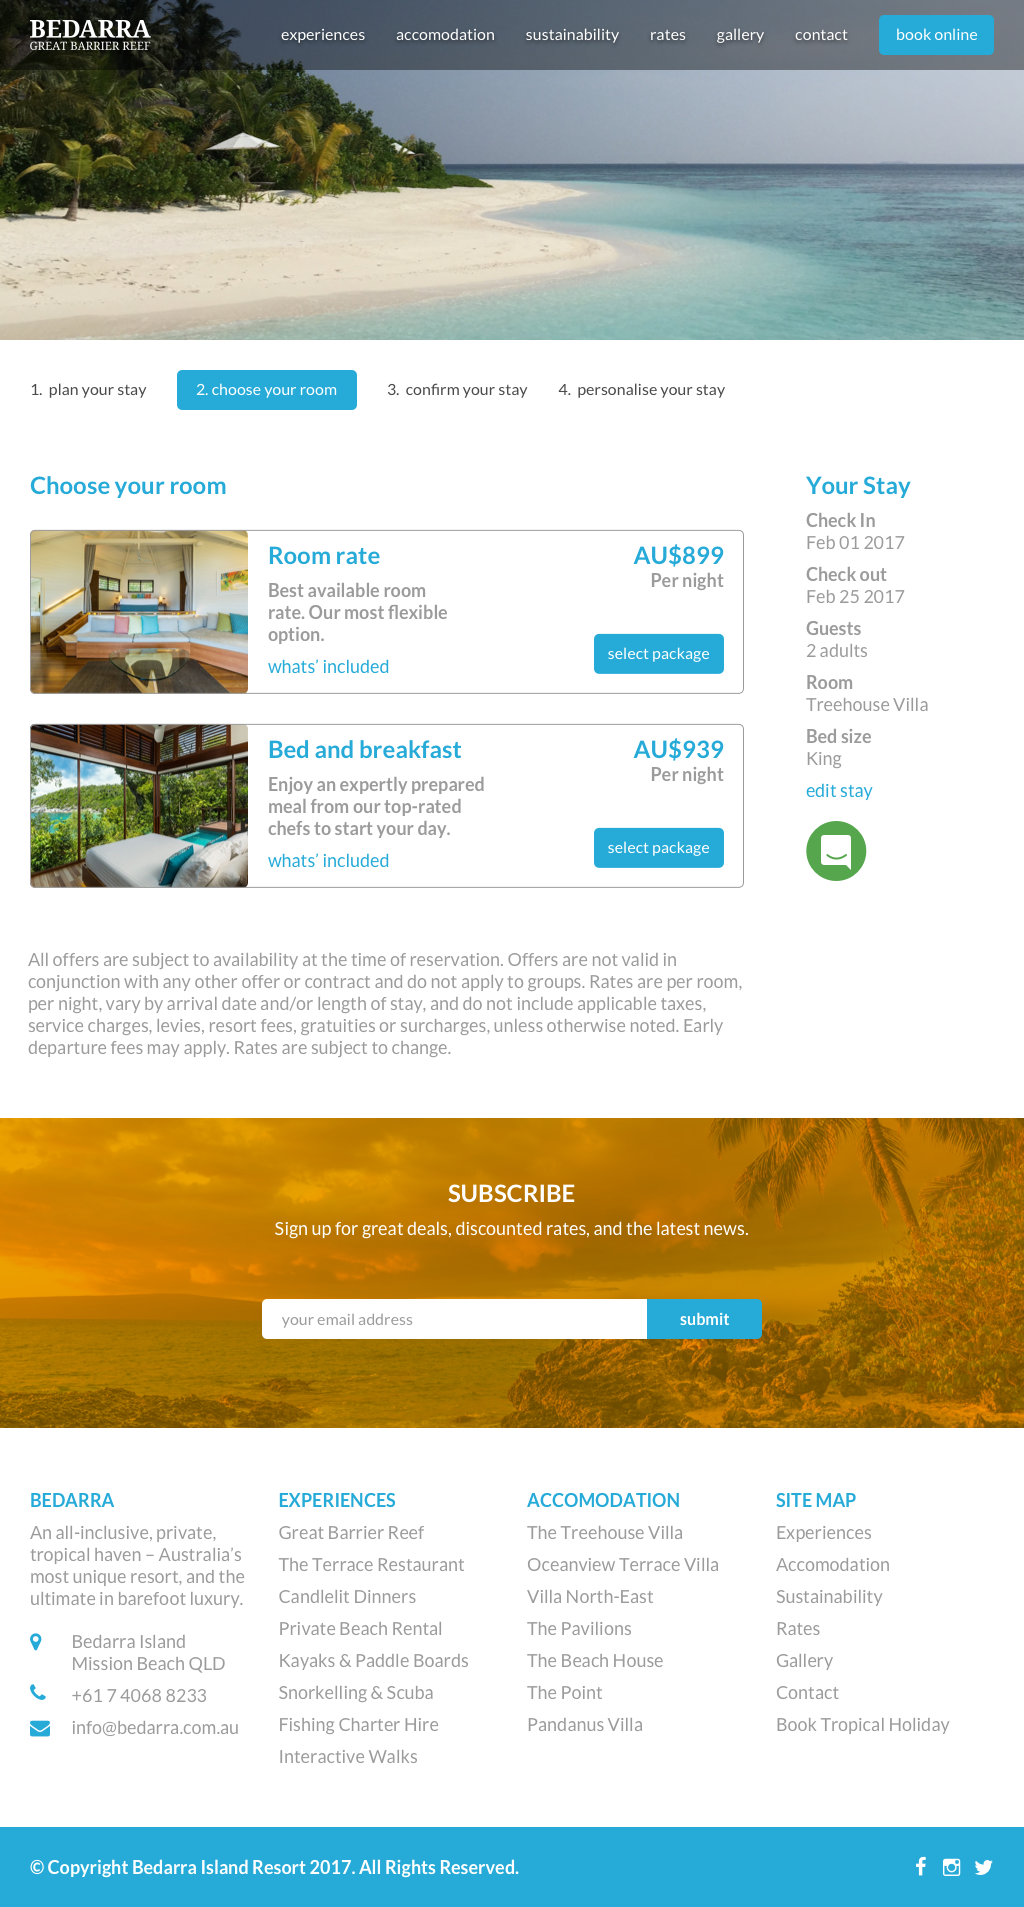 BEDARRA
GREAT BARRIER REEF
experiences accomodation sustainability rates gallery contact book online
1. plan your stay 2. choose your room 3. confirm your stay 4. personalise your stay
Choose your room
Room rate
Best available room
rate. Our most flexible
option.
whats’ included
AU$899
Per night
select package
Bed and breakfast
Enjoy an expertly prepared
meal from our top-rated
chefs to start your day.
whats’ included
AU$939
Per night
select package
Your Stay
Check In
Feb 01 2017
Check out
Feb 25 2017
Guests
2 adults
Room
Treehouse Villa
Bed size
King
edit stay
All offers are subject to availability at the time of reservation. Offers are not valid in
conjunction with any other offer or contract and do not apply to groups. Rates are per room,
per night, vary by arrival date and/or length of stay, and do not include applicable taxes,
service charges, levies, resort fees, gratuities or surcharges, unless otherwise noted. Early
departure fees may apply. Rates are subject to change.
SUBSCRIBE
Sign up for great deals, discounted rates, and the latest news.
your email address submit
BEDARRA
An all-inclusive, private,
tropical haven – Australia’s
most unique resort, and the
ultimate in barefoot luxury.
Bedarra Island
Mission Beach QLD
+61 7 4068 8233
info@bedarra.com.au
EXPERIENCES
Great Barrier Reef
The Terrace Restaurant
Candlelit Dinners
Private Beach Rental
Kayaks & Paddle Boards
Snorkelling & Scuba
Fishing Charter Hire
Interactive Walks
ACCOMODATION
The Treehouse Villa
Oceanview Terrace Villa
Villa North-East
The Pavilions
The Beach House
The Point
Pandanus Villa
SITE MAP
Experiences
Accomodation
Sustainability
Rates
Gallery
Contact
Book Tropical Holiday
© Copyright Bedarra Island Resort 2017. All Rights Reserved.